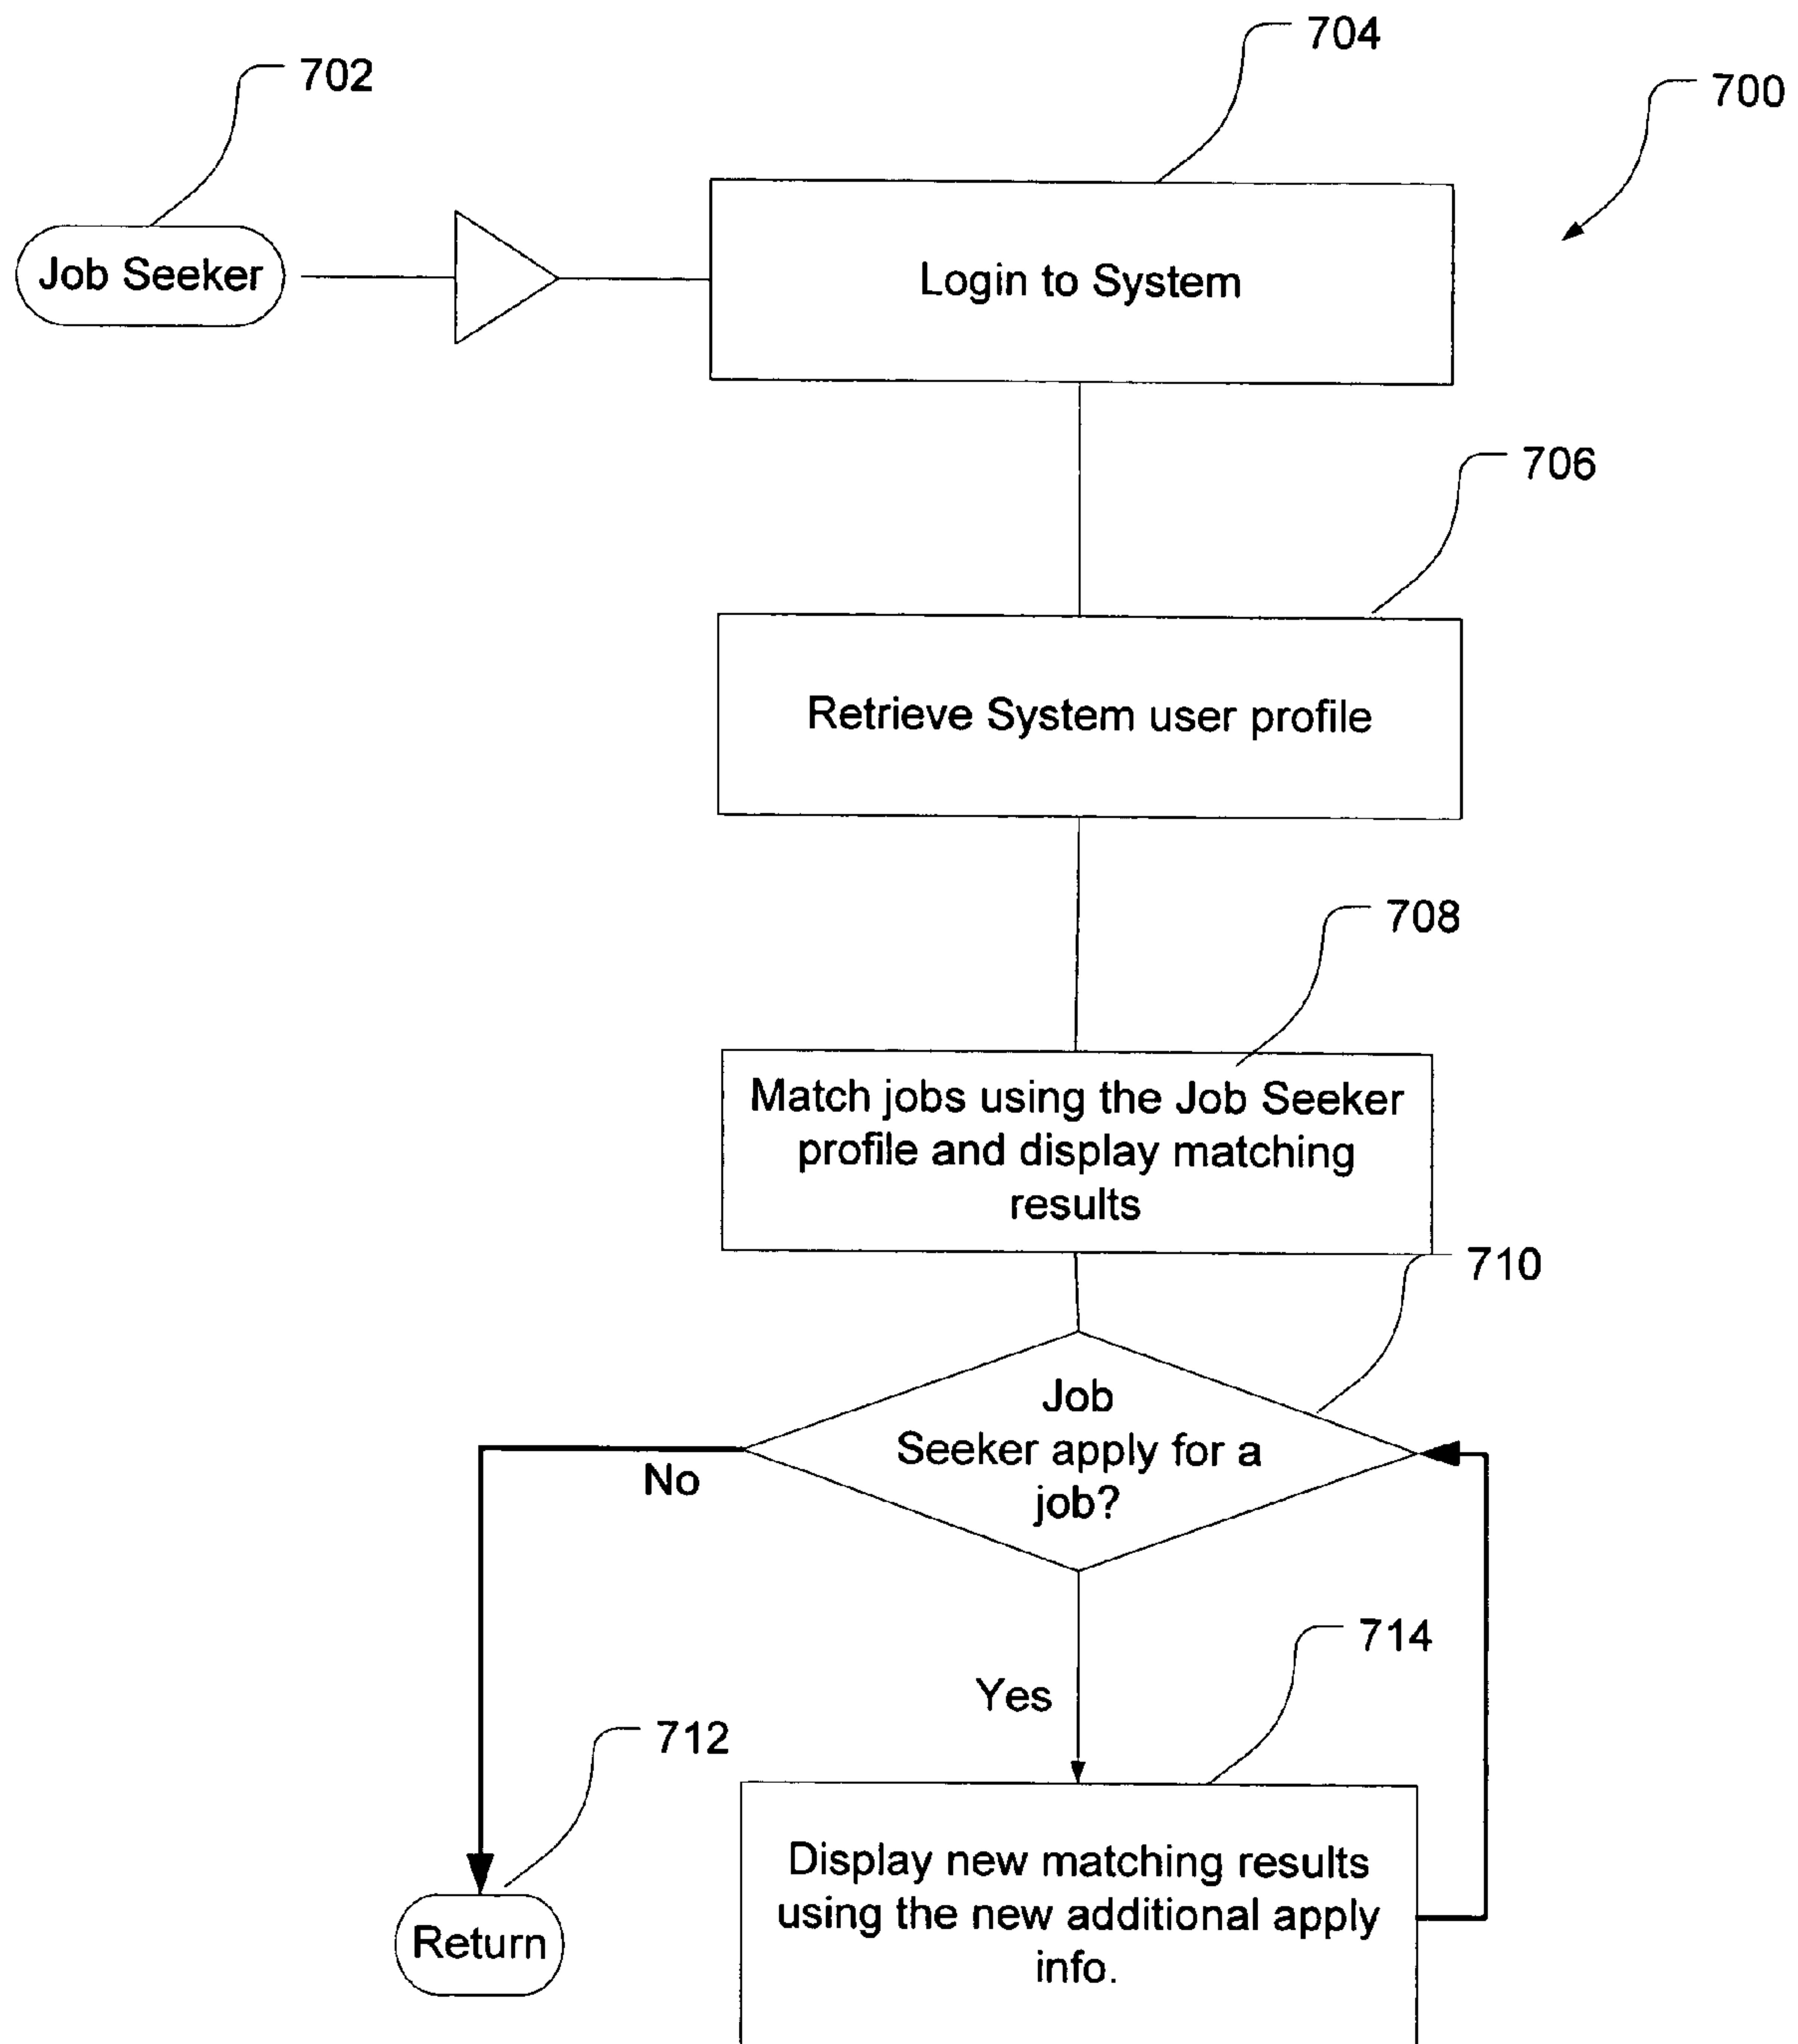 704
702
700
Job Seeker
Login to System
706
Retrieve System user profile
708
Match jobs using the Job Seeker
profile and display matching
results
710
Job
Seeker apply for a
job?
No
714
Yes
712
Display new matching results
using the new additional apply
info.
Return